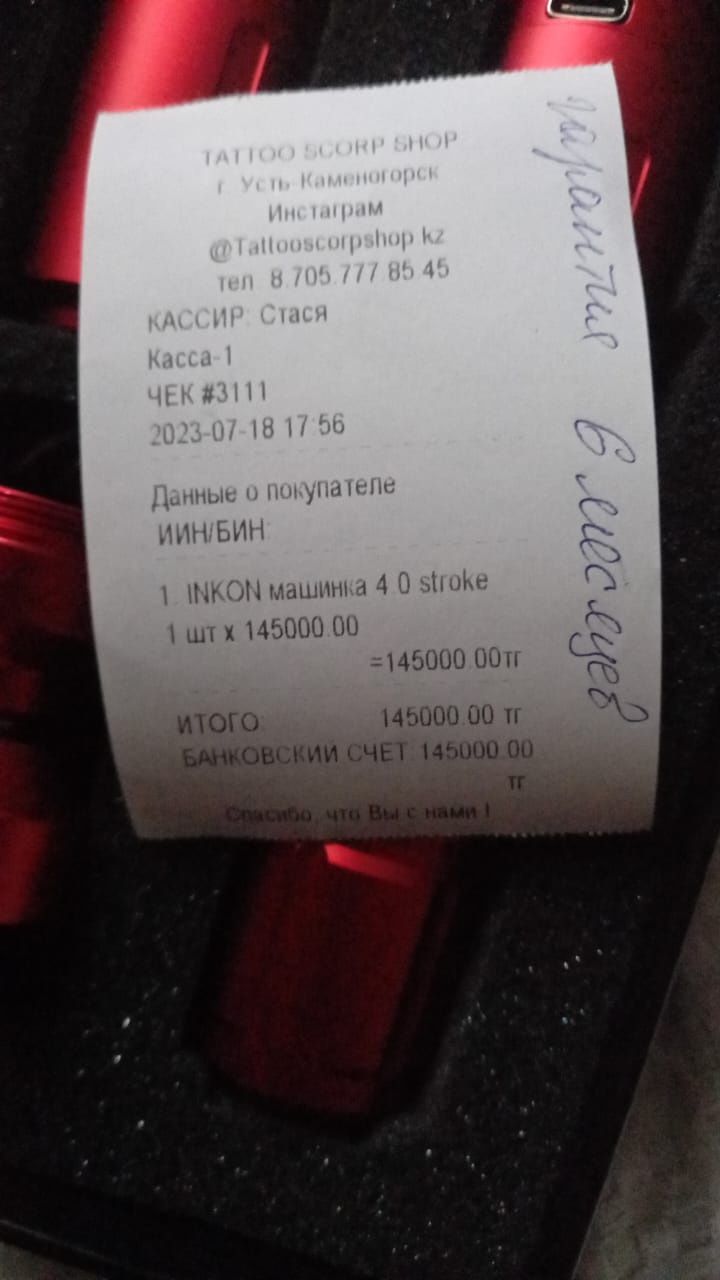 TATTOO SCORP SHOP
г. Усть-Каменогорск
Инстаграм
@Tattooscorpshop.kz
тел. 8.705.777.85.45
КАССИР: Стася
Касса-1
ЧЕК #3111
2023-07-18 17:56
Данные о покупателе
ИИН/БИН:
1. INKON машинка 4.0 stroke
1 шт x 145000.00
=145000.00тг
ИТОГО: 145000.00 тг
БАНКОВСКИЙ СЧЕТ: 145000.00
тг
Спасибо, что Вы с нами !
гарантия 6 месяцев